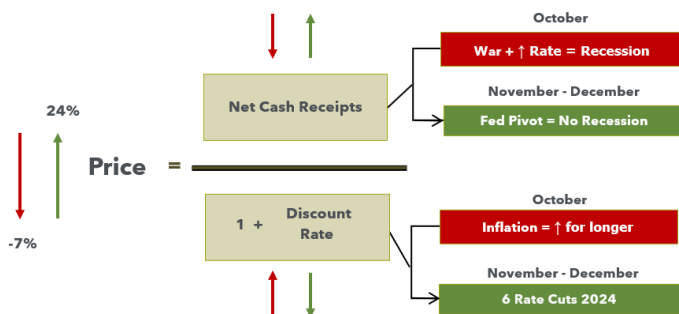 October
War + ↑ Rate = Recession
Net Cash Receipts
November - December
Fed Pivot = No Recession
24%
Price =
-7%
1 + Discount
Rate
October
Inflation = ↑ for longer
November - December
6 Rate Cuts 2024